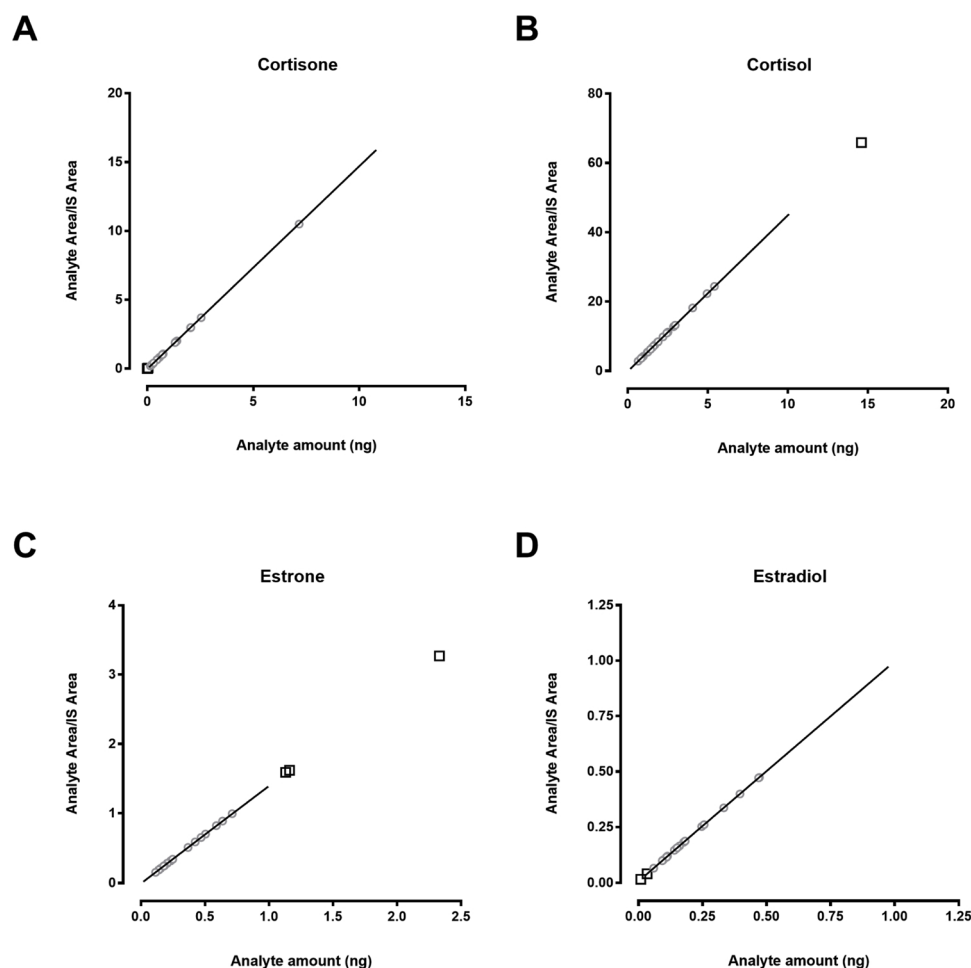 A
Cortisone
Analyte Area/IS Area
20
15
10
5
0
0 5 10 15
Analyte amount (ng)
B
Cortisol
Analyte Area/IS Area
80
60
40
20
0
0 5 10 15 20
Analyte amount (ng)
C
Estrone
Analyte Area/IS Area
4
3
2
1
0
0.0 0.5 1.0 1.5 2.0 2.5
Analyte amount (ng)
D
Estradiol
Analyte Area/IS Area
1.25
1.00
0.75
0.50
0.25
0.00
0.00 0.25 0.50 0.75 1.00 1.25
Analyte amount (ng)